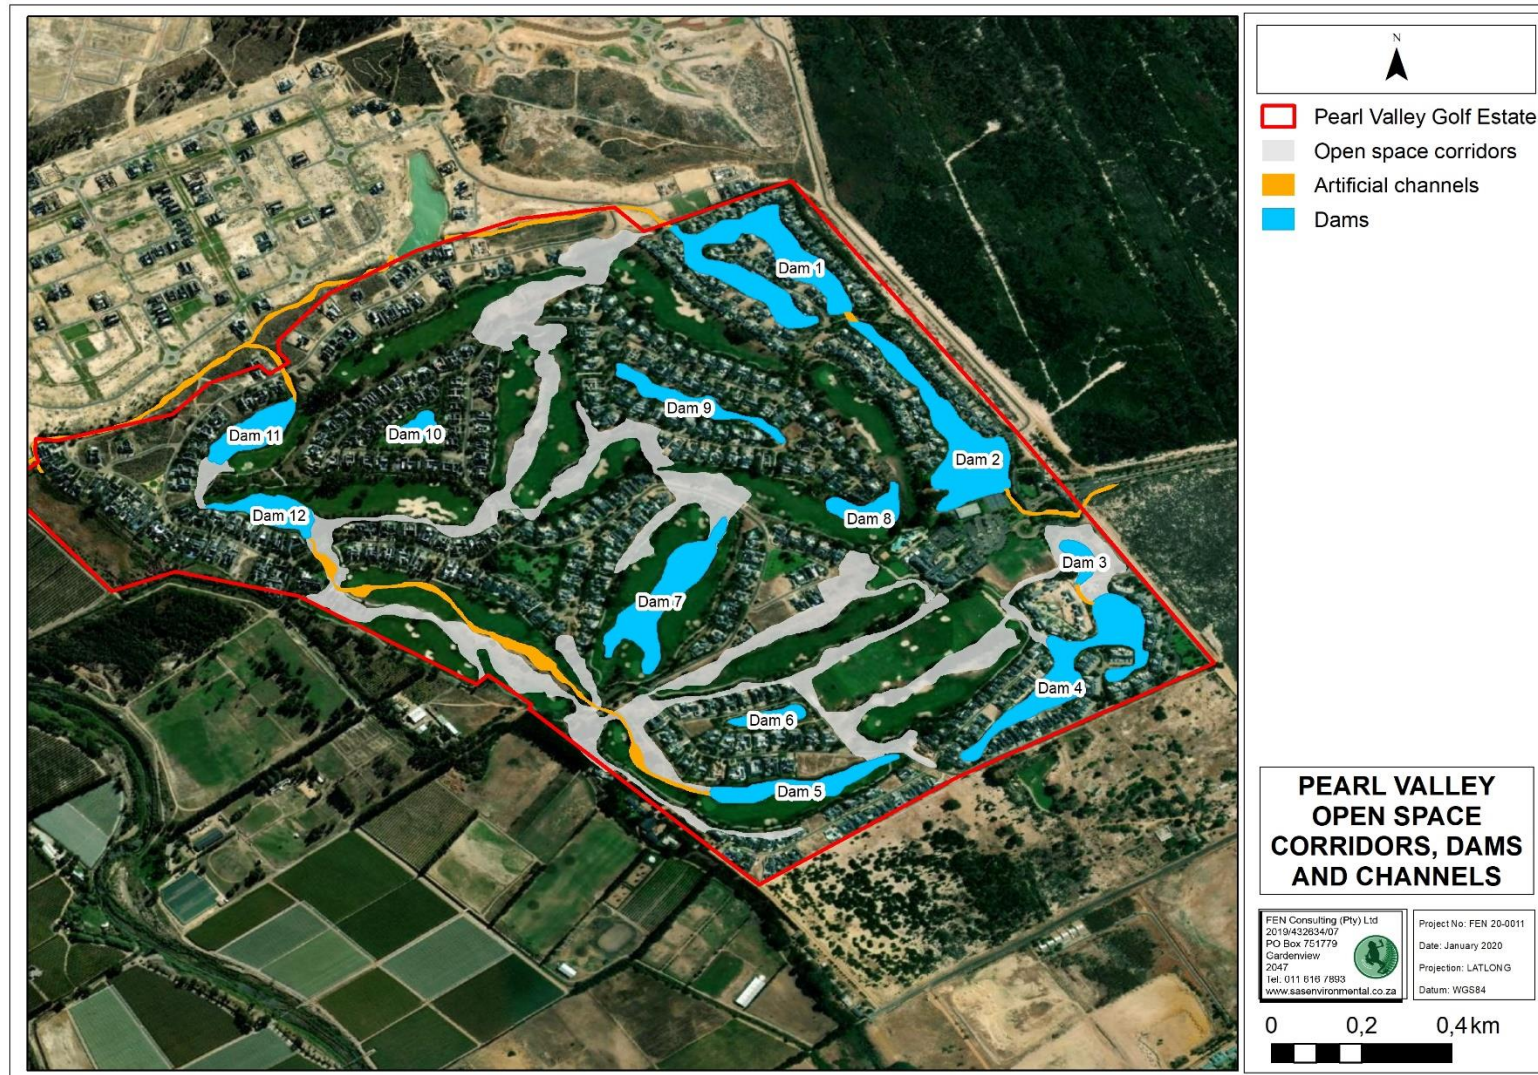 N
Pearl Valley Golf Estate
Open space corridors
Artificial channels
Dams
Dam 1
Dam 9
Dam 10
Dam 11
Dam 2
Dam 12
Dam 8
Dam 3
Dam 7
Dam 4
Dam 6
Dam 5
PEARL VALLEY
OPEN SPACE
CORRIDORS, DAMS
AND CHANNELS
FEN Consulting (Pty) Ltd
2019/432634/07
PO Box 751779
Gardenview
2047
Tel: 011 616 7893
www.sasenvironmental.co.za
Project No: FEN 20-0011
Date: January 2020
Projection: LATLONG
Datum: WGS84
0 0,2 0,4 km